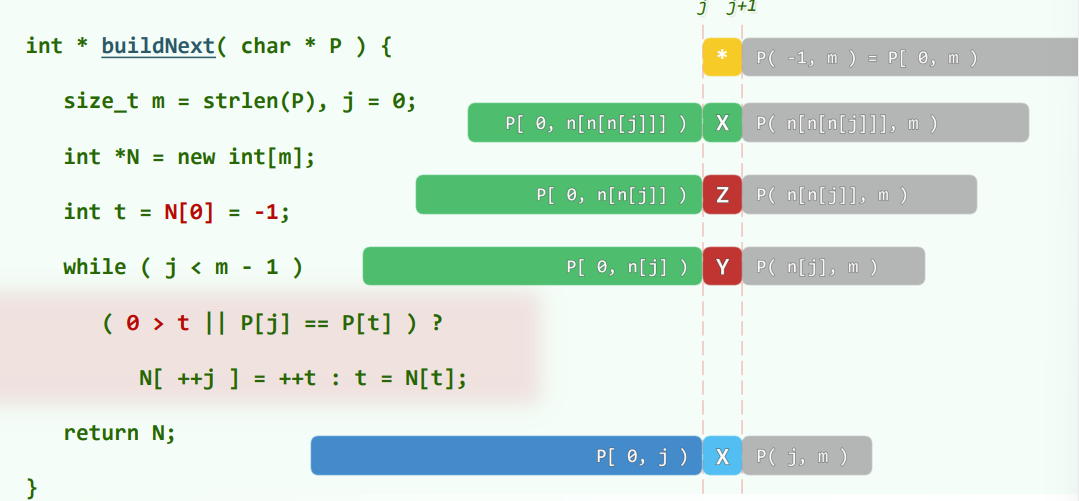 j j+1
int * buildNext( char * P ) {
* P( -1, m ) = P[ 0, m )
size_t m = strlen(P), j = 0;
P[ 0, n[n[n[j]]] ) X P( n[n[n[j]]], m )
int *N = new int[m];
P[ 0, n[n[j]] ) Z P( n[n[j]], m )
int t = N[0] = -1;
while ( j < m - 1 )
P[ 0, n[j] ) Y P( n[j], m )
( 0 > t || P[j] == P[t] ) ?
N[ ++j ] = ++t : t = N[t];
return N;
P[ 0, j ) X P( j, m )
}